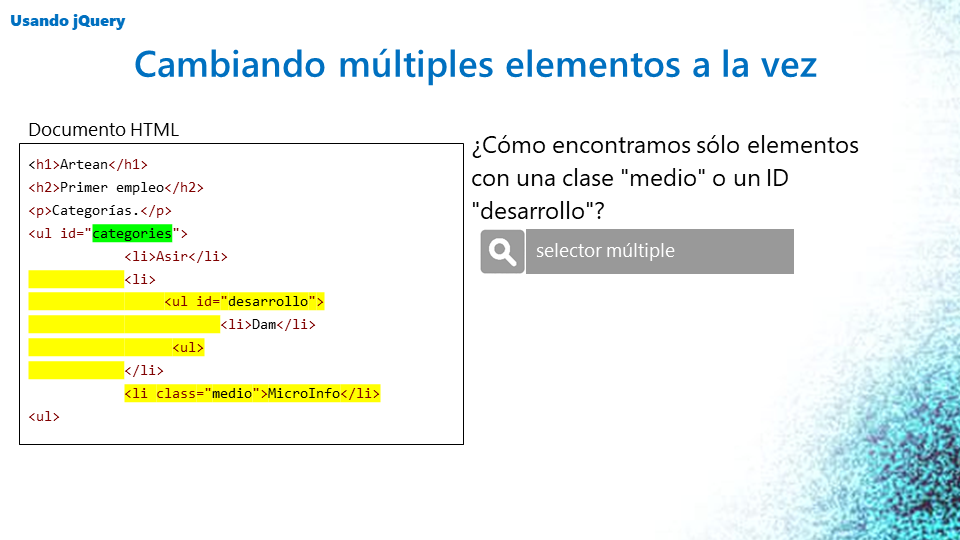 Usando jQuery
Cambiando múltiples elementos a la vez
Documento HTML
<h1>Artean</h1>
<h2>Primer empleo</h2>
<p>Categorías.</p>
<ul id="categories">
<li>Asir</li>
<li>
<ul id="desarrollo">
<li>Dam</li>
<ul>
</li>
<li class="medio">MicroInfo</li>
<ul>
¿Cómo encontramos sólo elementos
con una clase "medio" o un ID
"desarrollo"?
selector múltiple